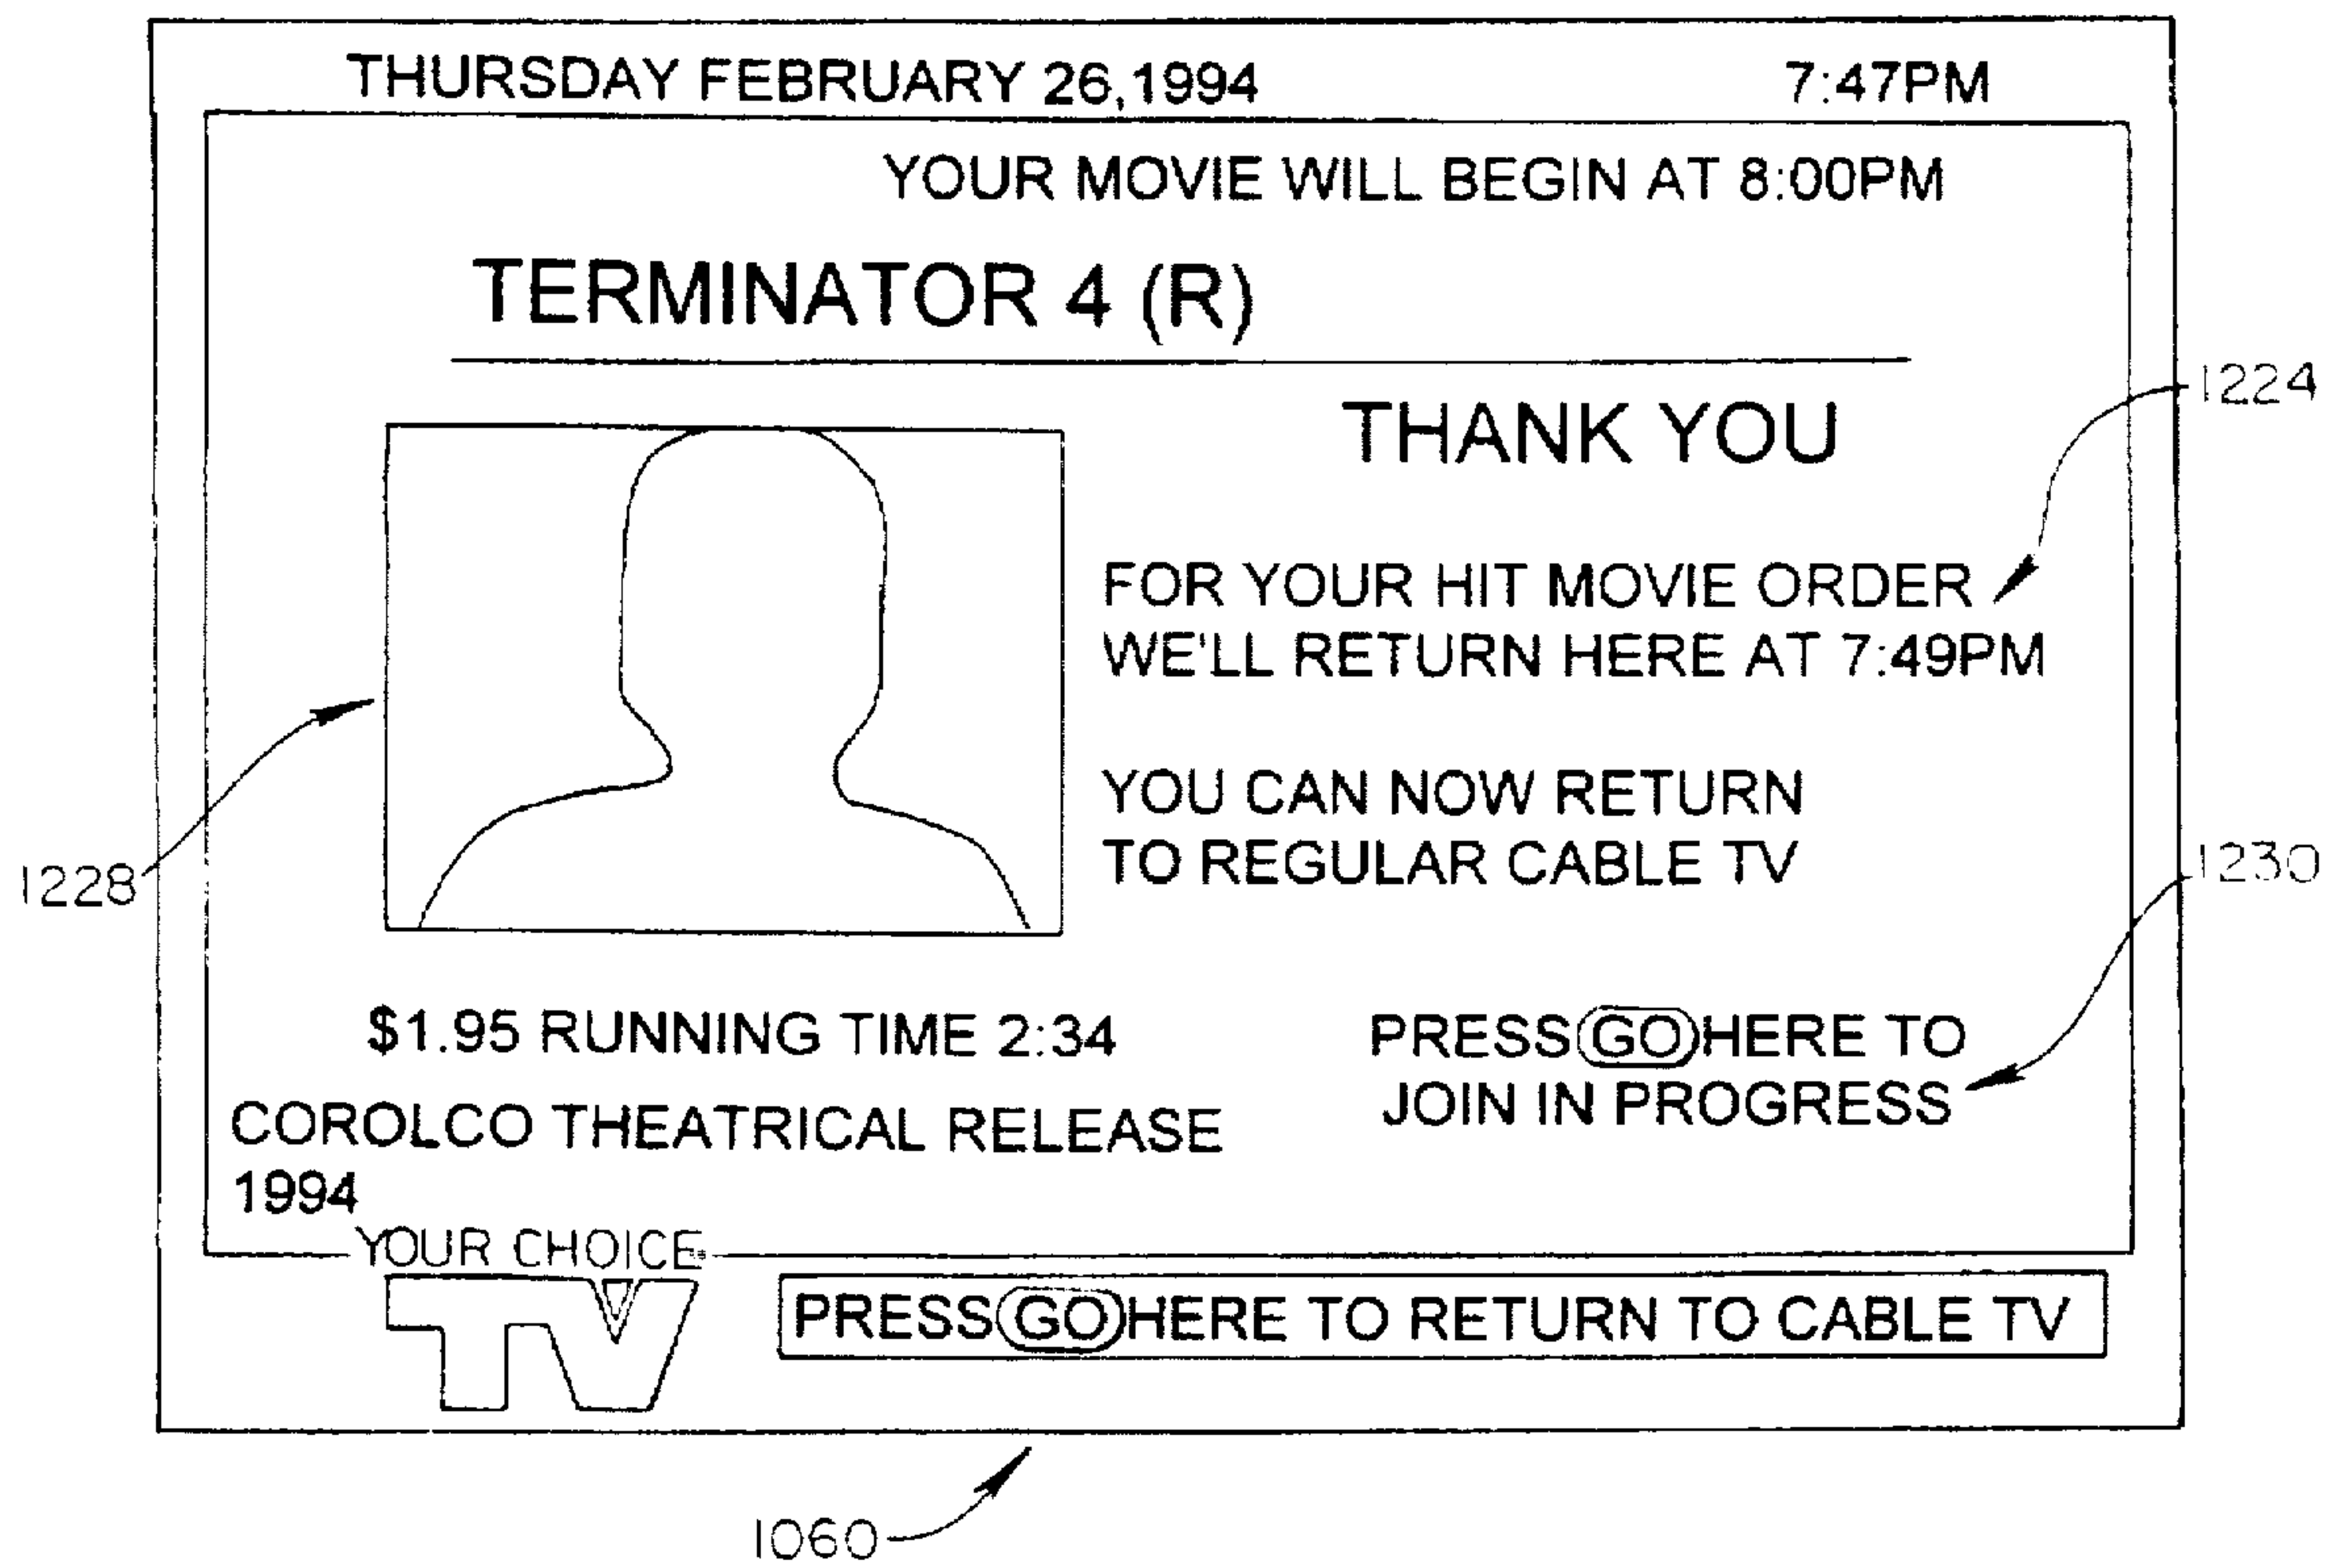 THURSDAY FEBRUARY 26,1994 7:47PM
YOUR MOVIE WILL BEGIN AT 8:00PM
TERMINATOR 4 (R)
1224
THANK YOU
FOR YOUR HIT MOVIE ORDER
WE'LL RETURN HERE AT 7:49PM
YOU CAN NOW RETURN
TO REGULAR CABLE TV
1228
1230
$1.95 RUNNING TIME 2:34
COROLCO THEATRICAL RELEASE
1994
PRESS GO HERE TO
JOIN IN PROGRESS
YOUR CHOICE
TV
PRESS GO HERE TO RETURN TO CABLE TV
1060